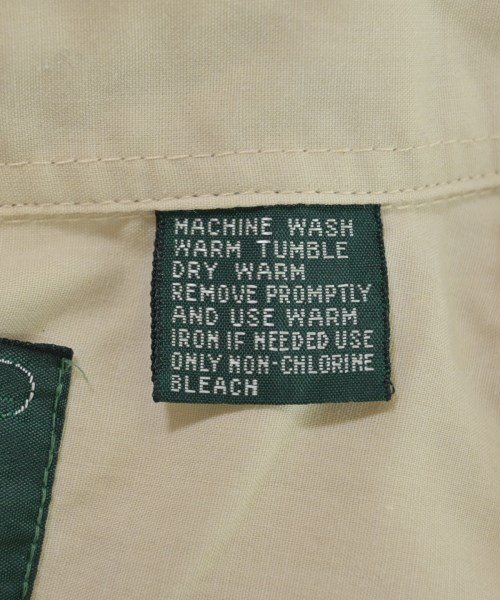 MACHINE WASH
WARM TUMBLE
DRY WARM
REMOVE PROMPTLY
AND USE WARM
IRON IF NEEDED USE
ONLY NON-CHLORINE
BLEACH